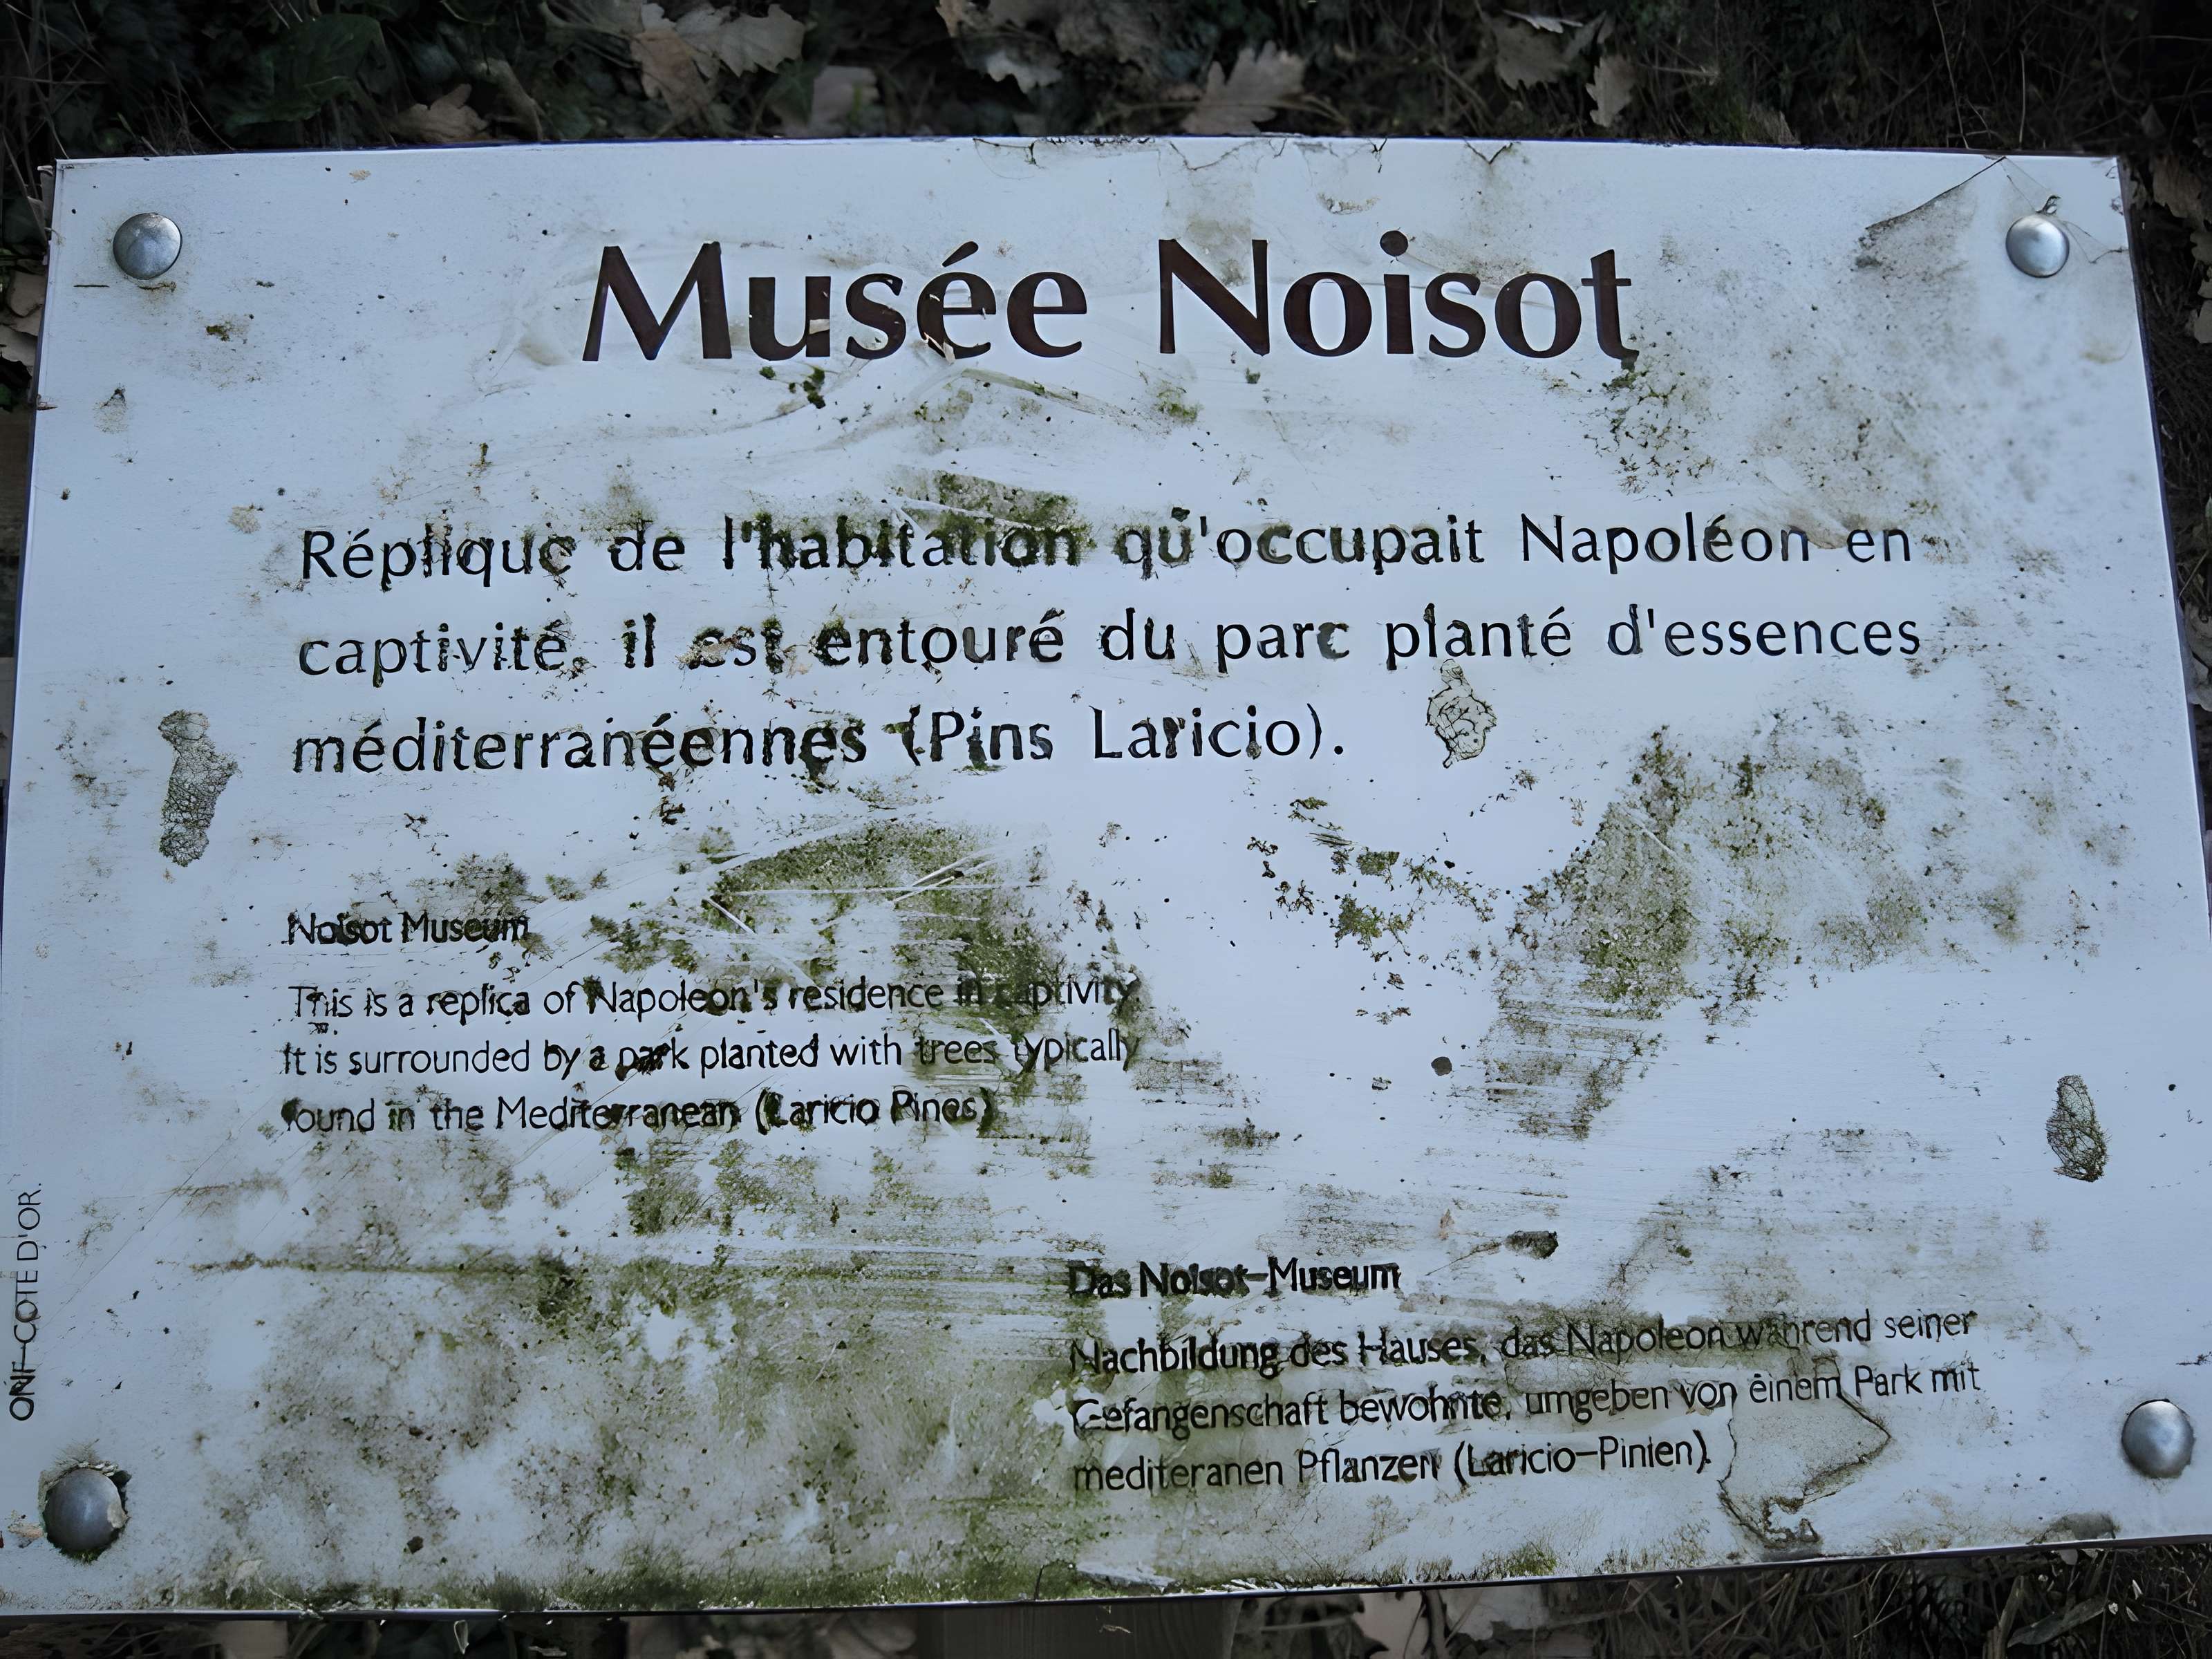 Musée Noisot
Réplique de l'habitation qu'occupait Napoléon en
captivité, il est entouré du parc planté d'essences
méditerranéennes (Pins Laricio).
Noisot Museum
This is a replica of Napoleon's residence in captivity.
It is surrounded by a park planted with trees typically
found in the Mediterranean (Laricio Pines)
Das Noisot-Museum
Nachbildung des Hauses, das Napoleon während seiner
Gefangenschaft bewohnte, umgeben von einem Park mit
mediteranen Pflanzen (Laricio-Pinien).
ONF-COTE D'OR.